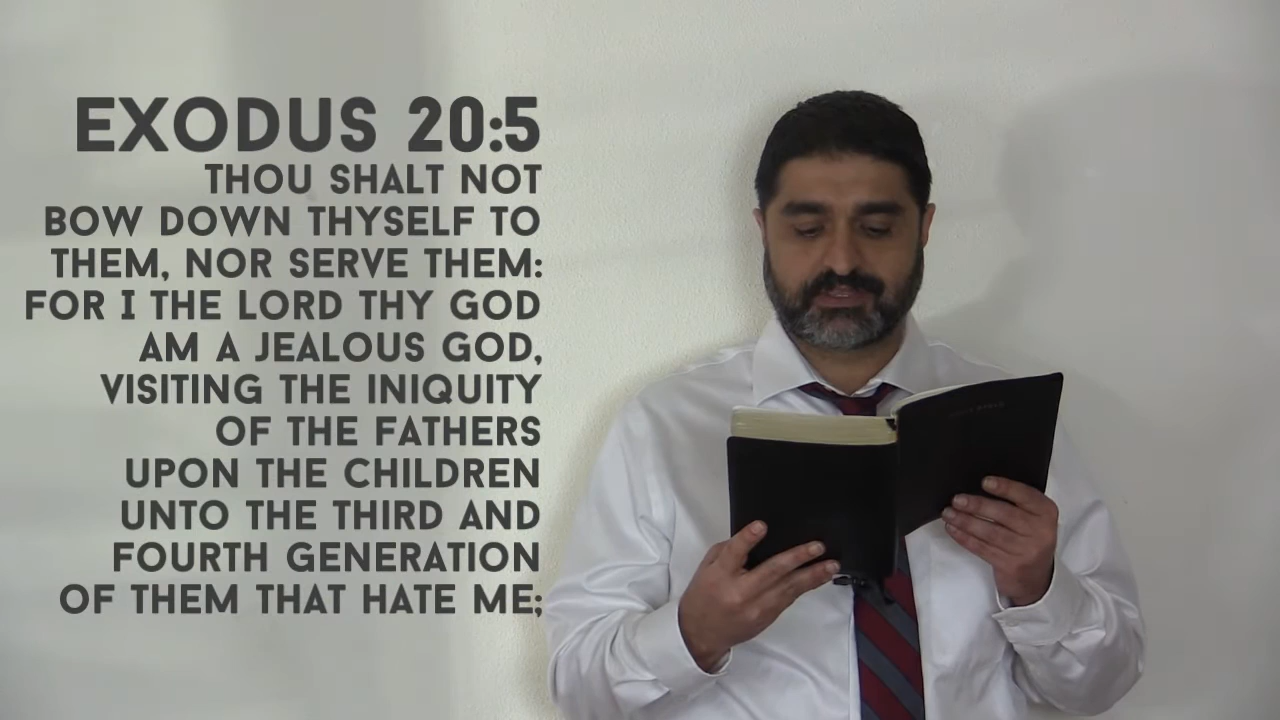 EXODUS 20:5
THOU SHALT NOT
BOW DOWN THYSELF TO
THEM, NOR SERVE THEM:
FOR I THE LORD THY GOD
AM A JEALOUS GOD,
VISITING THE INIQUITY
OF THE FATHERS
UPON THE CHILDREN
UNTO THE THIRD AND
FOURTH GENERATION
OF THEM THAT HATE ME;